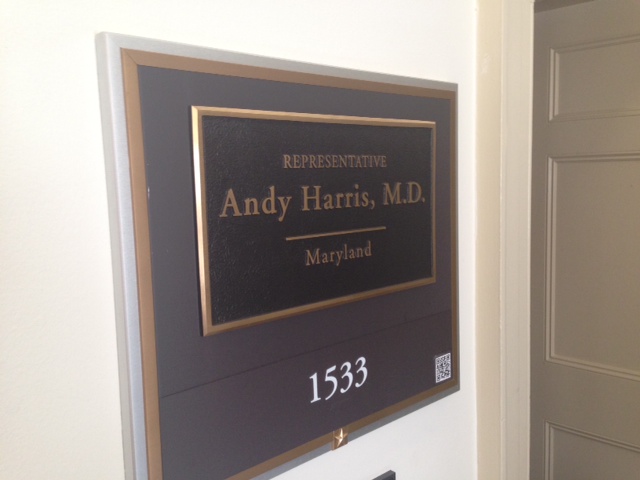 REPRESENTATIVE
Andy Harris, M.D.
Maryland
1533